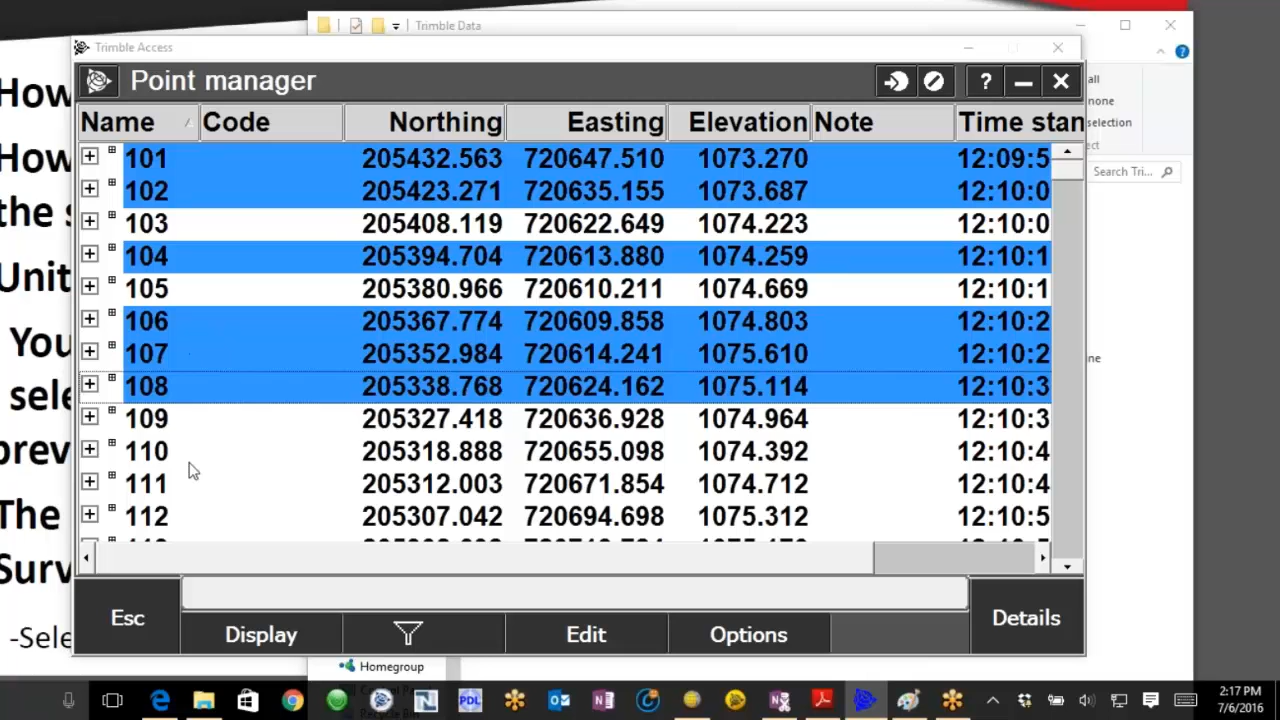 Trimble Data
Trimble Access
Point manager
?
Name Code Northing Easting Elevation Note Time stan
101 205432.563 720647.510 1073.270 12:09:5
102 205423.271 720635.155 1073.687 12:10:0
103 205408.119 720622.649 1074.223 12:10:0
104 205394.704 720613.880 1074.259 12:10:1
105 205380.966 720610.211 1074.669 12:10:1
106 205367.774 720609.858 1074.803 12:10:2
107 205352.984 720614.241 1075.610 12:10:2
108 205338.768 720624.162 1075.114 12:10:3
109 205327.418 720636.928 1074.964 12:10:3
110 205318.888 720655.098 1074.392 12:10:4
111 205312.003 720671.854 1074.712 12:10:4
112 205307.042 720694.698 1075.312 12:10:5
Esc
Display Edit Options
Details
How
How
the s
Unit
You
sele
prev
The
Surv
-Sele
all
none
selection
ect
Search Tri...
ne
Homegroup
PDL
2:17 PM
7/6/2016